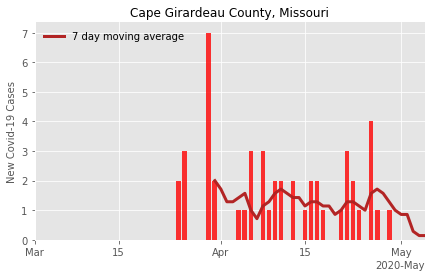 Cape Girardeau County, Missouri
7 day moving average
New Covid-19 Cases
7
6
5
4
3
2
1
0
Mar 15 Apr 15 May
2020-May